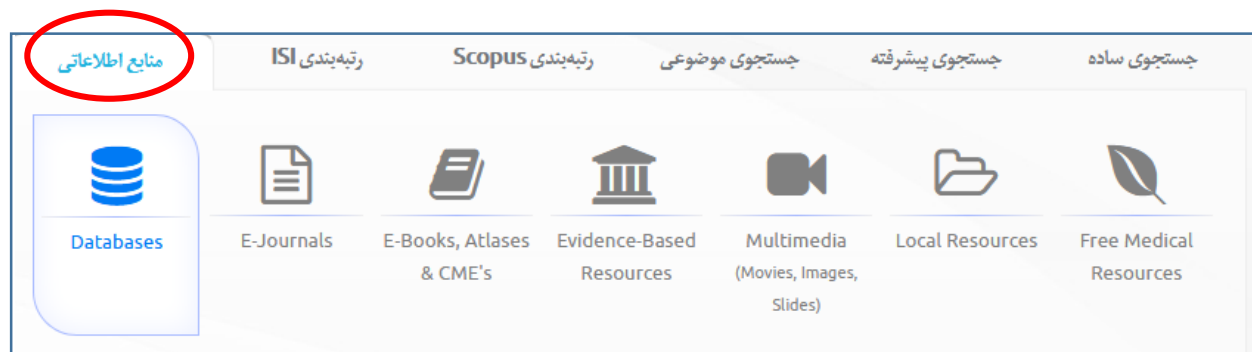 جستجوی ساده
جستجوی پیشرفته
جستجوی موضوعی
رتبه‌بندی Scopus
رتبه‌بندی ISI
منابع اطلاعاتی
Databases
E-Journals
E-Books, Atlases
& CME's
Evidence-Based
Resources
Multimedia
(Movies, Images,
Slides)
Local Resources
Free Medical
Resources